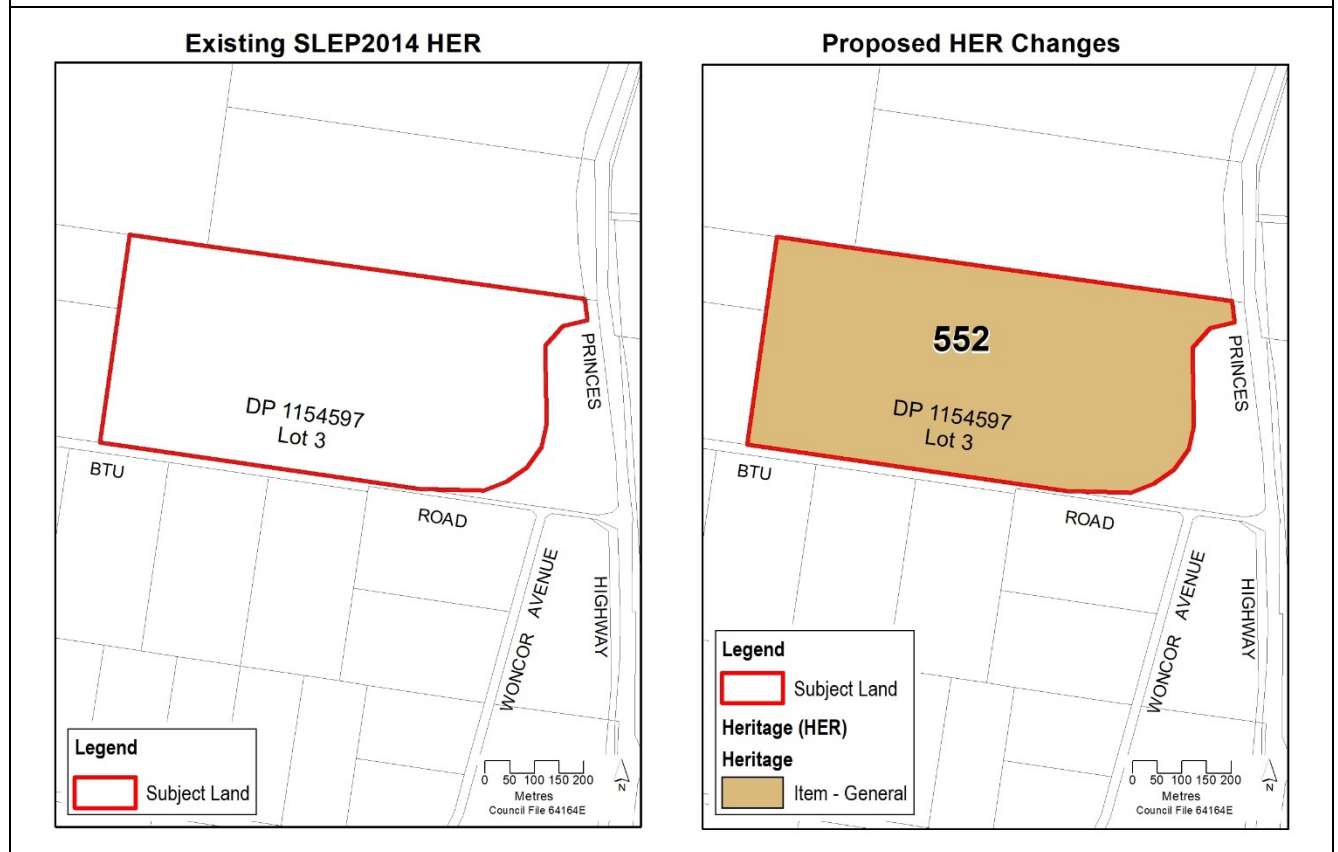 Existing SLEP2014 HER
PRINCES
DP 1154597
Lot 3
BTU
ROAD
WONCOR AVENUE
HIGHWAY
Legend
Subject Land
0 50 100 150 200
Metres
Council File 64164E
N
Proposed HER Changes
552
PRINCES
DP 1154597
Lot 3
BTU
ROAD
WONCOR AVENUE
HIGHWAY
Legend
Subject Land
Heritage (HER)
Heritage
Item - General
0 50 100 150 200
Metres
Council File 64164E
N